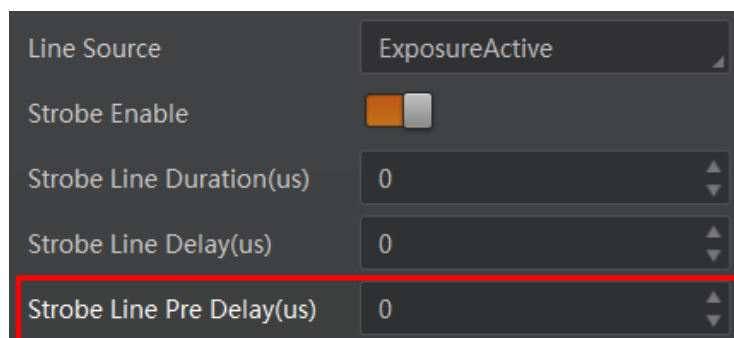 Line Source ExposureActive
Strobe Enable
Strobe Line Duration(us) 0
Strobe Line Delay(us) 0
Strobe Line Pre Delay(us) 0